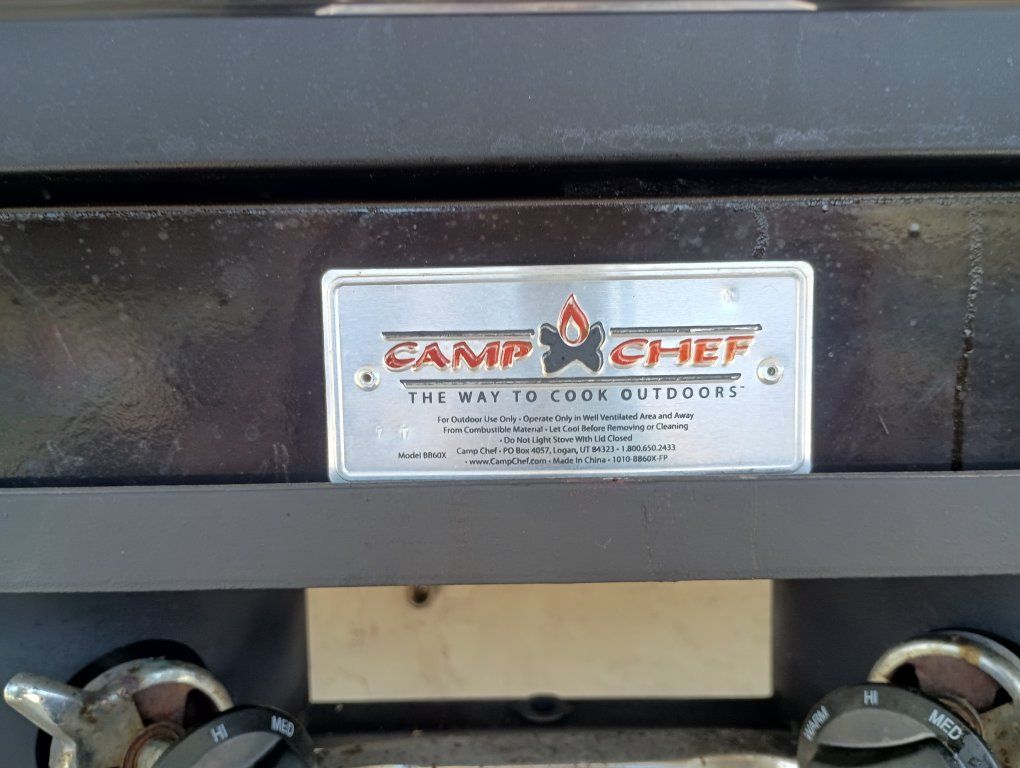 CAMP CHEF
THE WAY TO COOK OUTDOORS™
For Outdoor Use Only • Operate Only in Well Ventilated Area and Away
From Combustible Material • Let Cool Before Removing or Cleaning
• Do Not Light Stove With Lid Closed
Model BB60X Camp Chef • PO Box 4057, Logan, UT 84323 • 1.800.650.2433
• www.CampChef.com • Made In China • 1010-BB60X-FP
HI MED
WARM HI MED